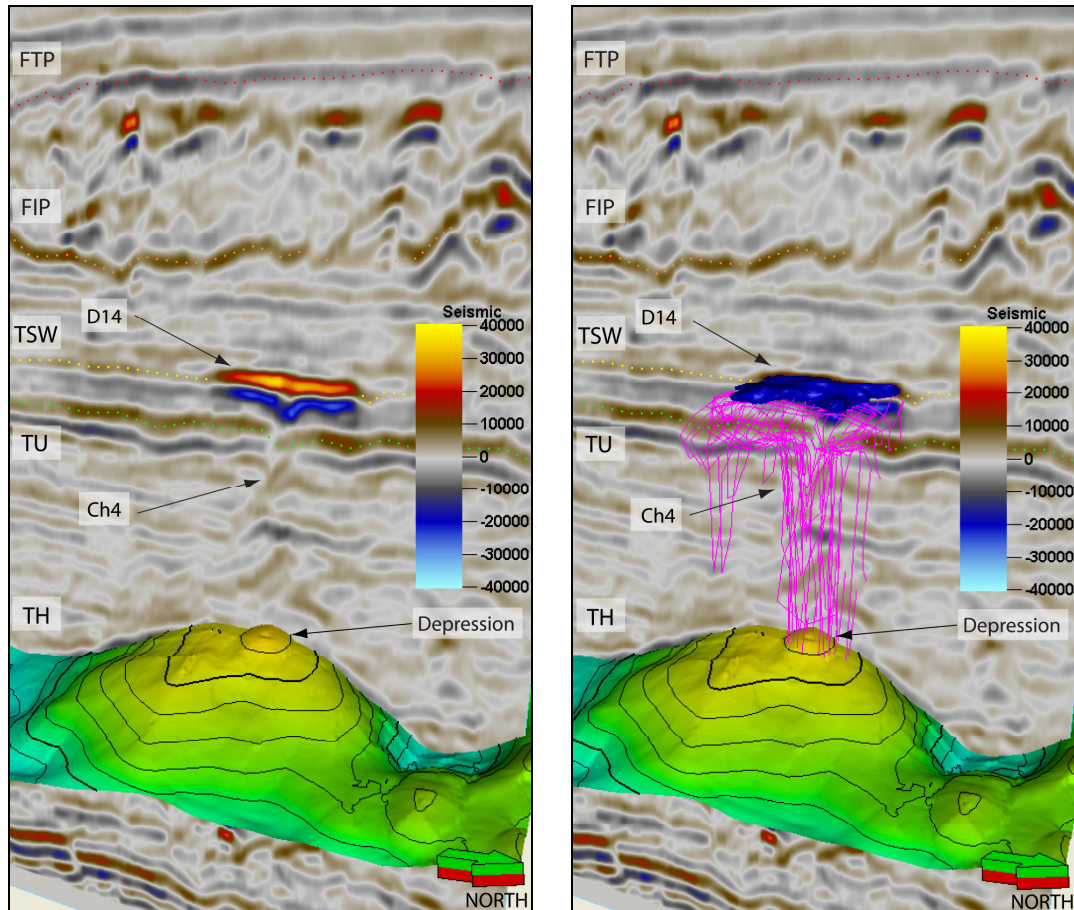 FTP
FIP
TSW
D14
Seismic
40000
30000
20000
10000
0
-10000
-20000
-30000
-40000
TU
Ch4
TH
Depression
NORTH
FTP
FIP
TSW
D14
Seismic
40000
30000
20000
10000
0
-10000
-20000
-30000
-40000
TU
Ch4
TH
Depression
NORTH